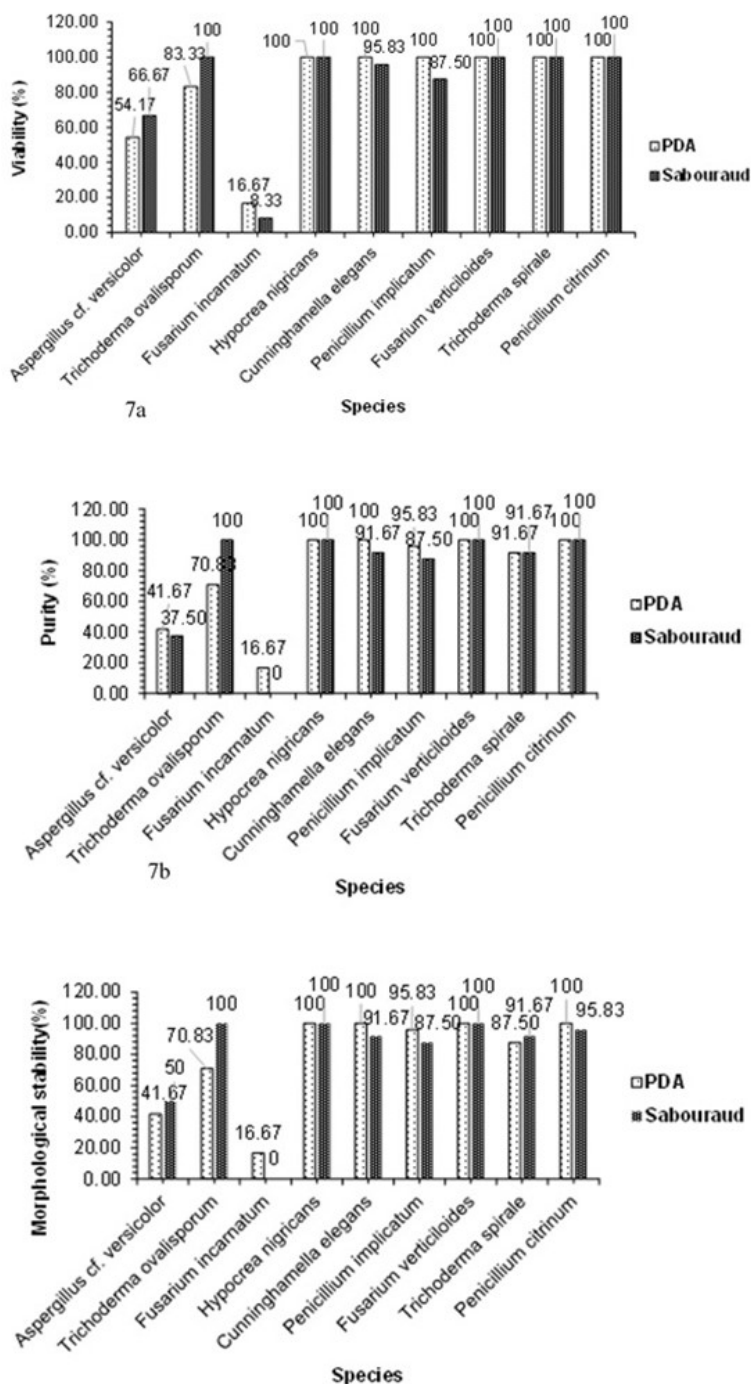 120.00
100.00
80.00
60.00
40.00
20.00
0.00
Viability (%)
54.17
66.67
83.33
100
16.67
8.33
100
100
100
95.83
100
87.50
100
100
100
100
100
100
PDA
Sabouraud
Aspergillus cf. versicolor
Trichoderma ovalisporum
Fusarium incarnatum
Hypocrea nigricans
Cunninghamella elegans
Penicillium implicatum
Fusarium verticiloides
Trichoderma spirale
Penicillium citrinum
Species
7a
120.00
100.00
80.00
60.00
40.00
20.00
0.00
Purity (%)
41.67
37.50
70.83
100
16.67
0
100
100
100
91.67
95.83
87.50
100
100
91.67
91.67
100
100
PDA
Sabouraud
Aspergillus cf. versicolor
Trichoderma ovalisporum
Fusarium incarnatum
Hypocrea nigricans
Cunninghamella elegans
Penicillium implicatum
Fusarium verticiloides
Trichoderma spirale
Penicillium citrinum
7b
Species
120.00
100.00
80.00
60.00
40.00
20.00
0.00
Morphological stability(%)
41.67
50
70.83
100
16.67
0
100
100
100
91.67
95.83
87.50
100
100
87.50
91.67
100
95.83
PDA
Sabouraud
Aspergillus cf. versicolor
Trichoderma ovalisporum
Fusarium incarnatum
Hypocrea nigricans
Cunninghamella elegans
Penicillium implicatum
Fusarium verticiloides
Trichoderma spirale
Penicillium citrinum
Species